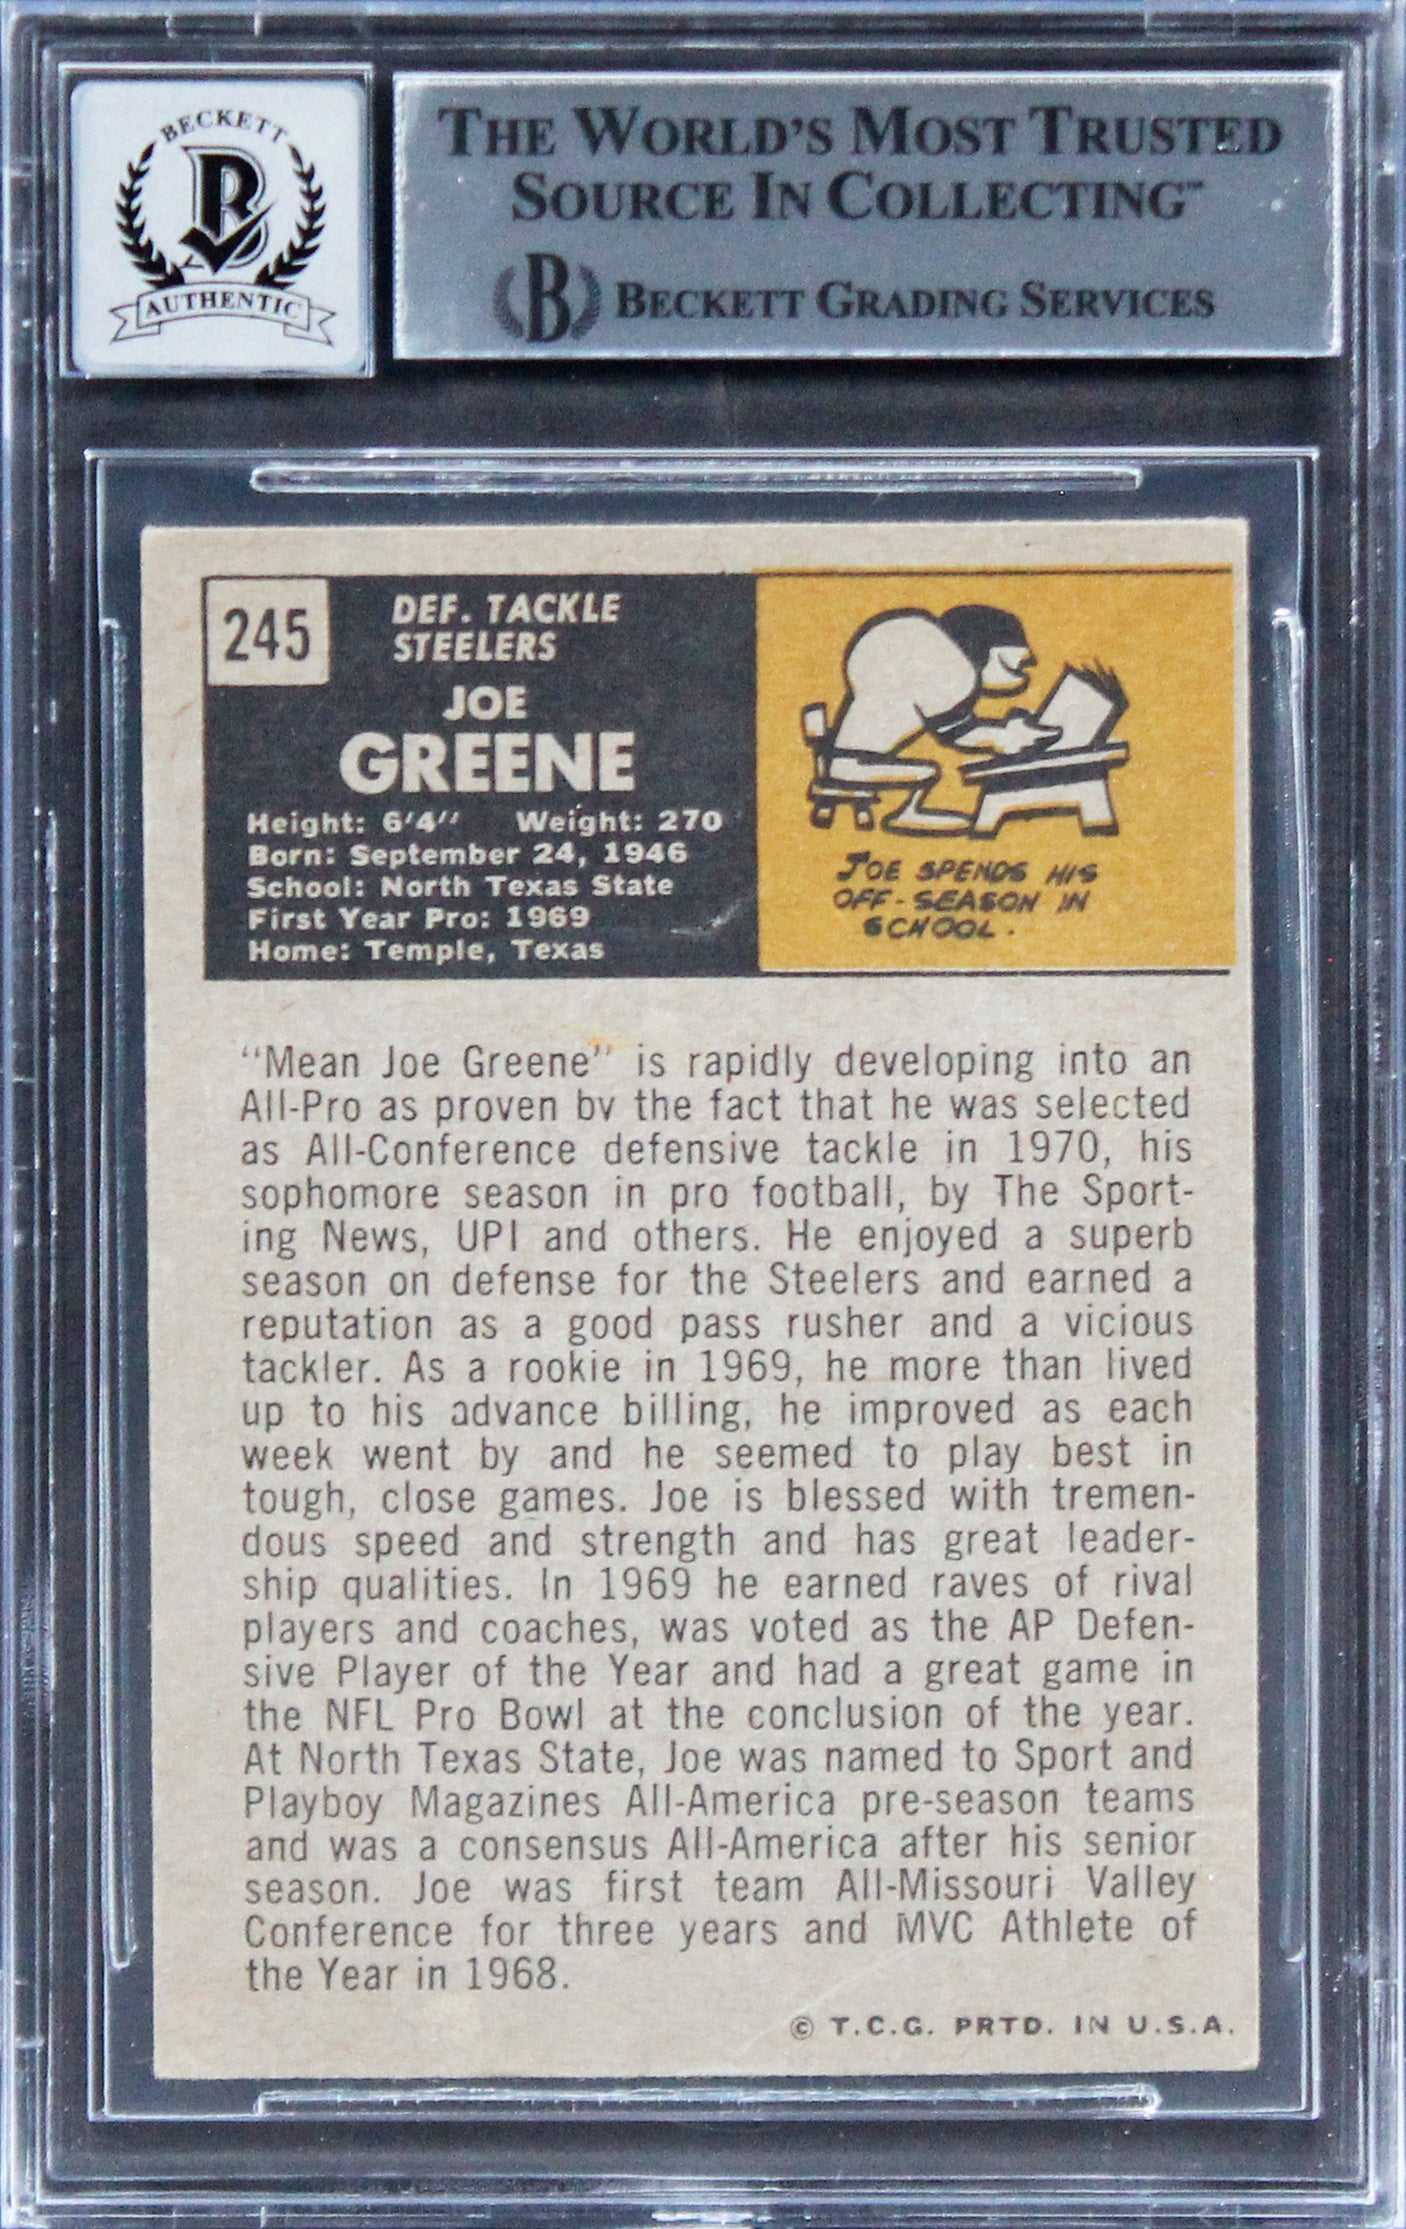 BECKETT
AUTHENTIC
THE WORLD'S MOST TRUSTED
SOURCE IN COLLECTING™
B BECKETT GRADING SERVICES
245
DEF. TACKLE
STEELERS
JOE
GREENE
Height: 6'4" Weight: 270
Born: September 24, 1946
School: North Texas State
First Year Pro: 1969
Home: Temple, Texas
JOE SPENDS HIS
OFF-SEASON IN
SCHOOL.
"Mean Joe Greene" is rapidly developing into an
All-Pro as proven by the fact that he was selected
as All-Conference defensive tackle in 1970, his
sophomore season in pro football, by The Sport-
ing News, UPI and others. He enjoyed a superb
season on defense for the Steelers and earned a
reputation as a good pass rusher and a vicious
tackler. As a rookie in 1969, he more than lived
up to his advance billing, he improved as each
week went by and he seemed to play best in
tough, close games. Joe is blessed with tremen-
dous speed and strength and has great leader-
ship qualities. In 1969 he earned raves of rival
players and coaches, was voted as the AP Defen-
sive Player of the Year and had a great game in
the NFL Pro Bowl at the conclusion of the year.
At North Texas State, Joe was named to Sport and
Playboy Magazines All-America pre-season teams
and was a consensus All-America after his senior
season. Joe was first team All-Missouri Valley
Conference for three years and MVC Athlete of
the Year in 1968.
© T.C.G. PRTD. IN U.S.A.